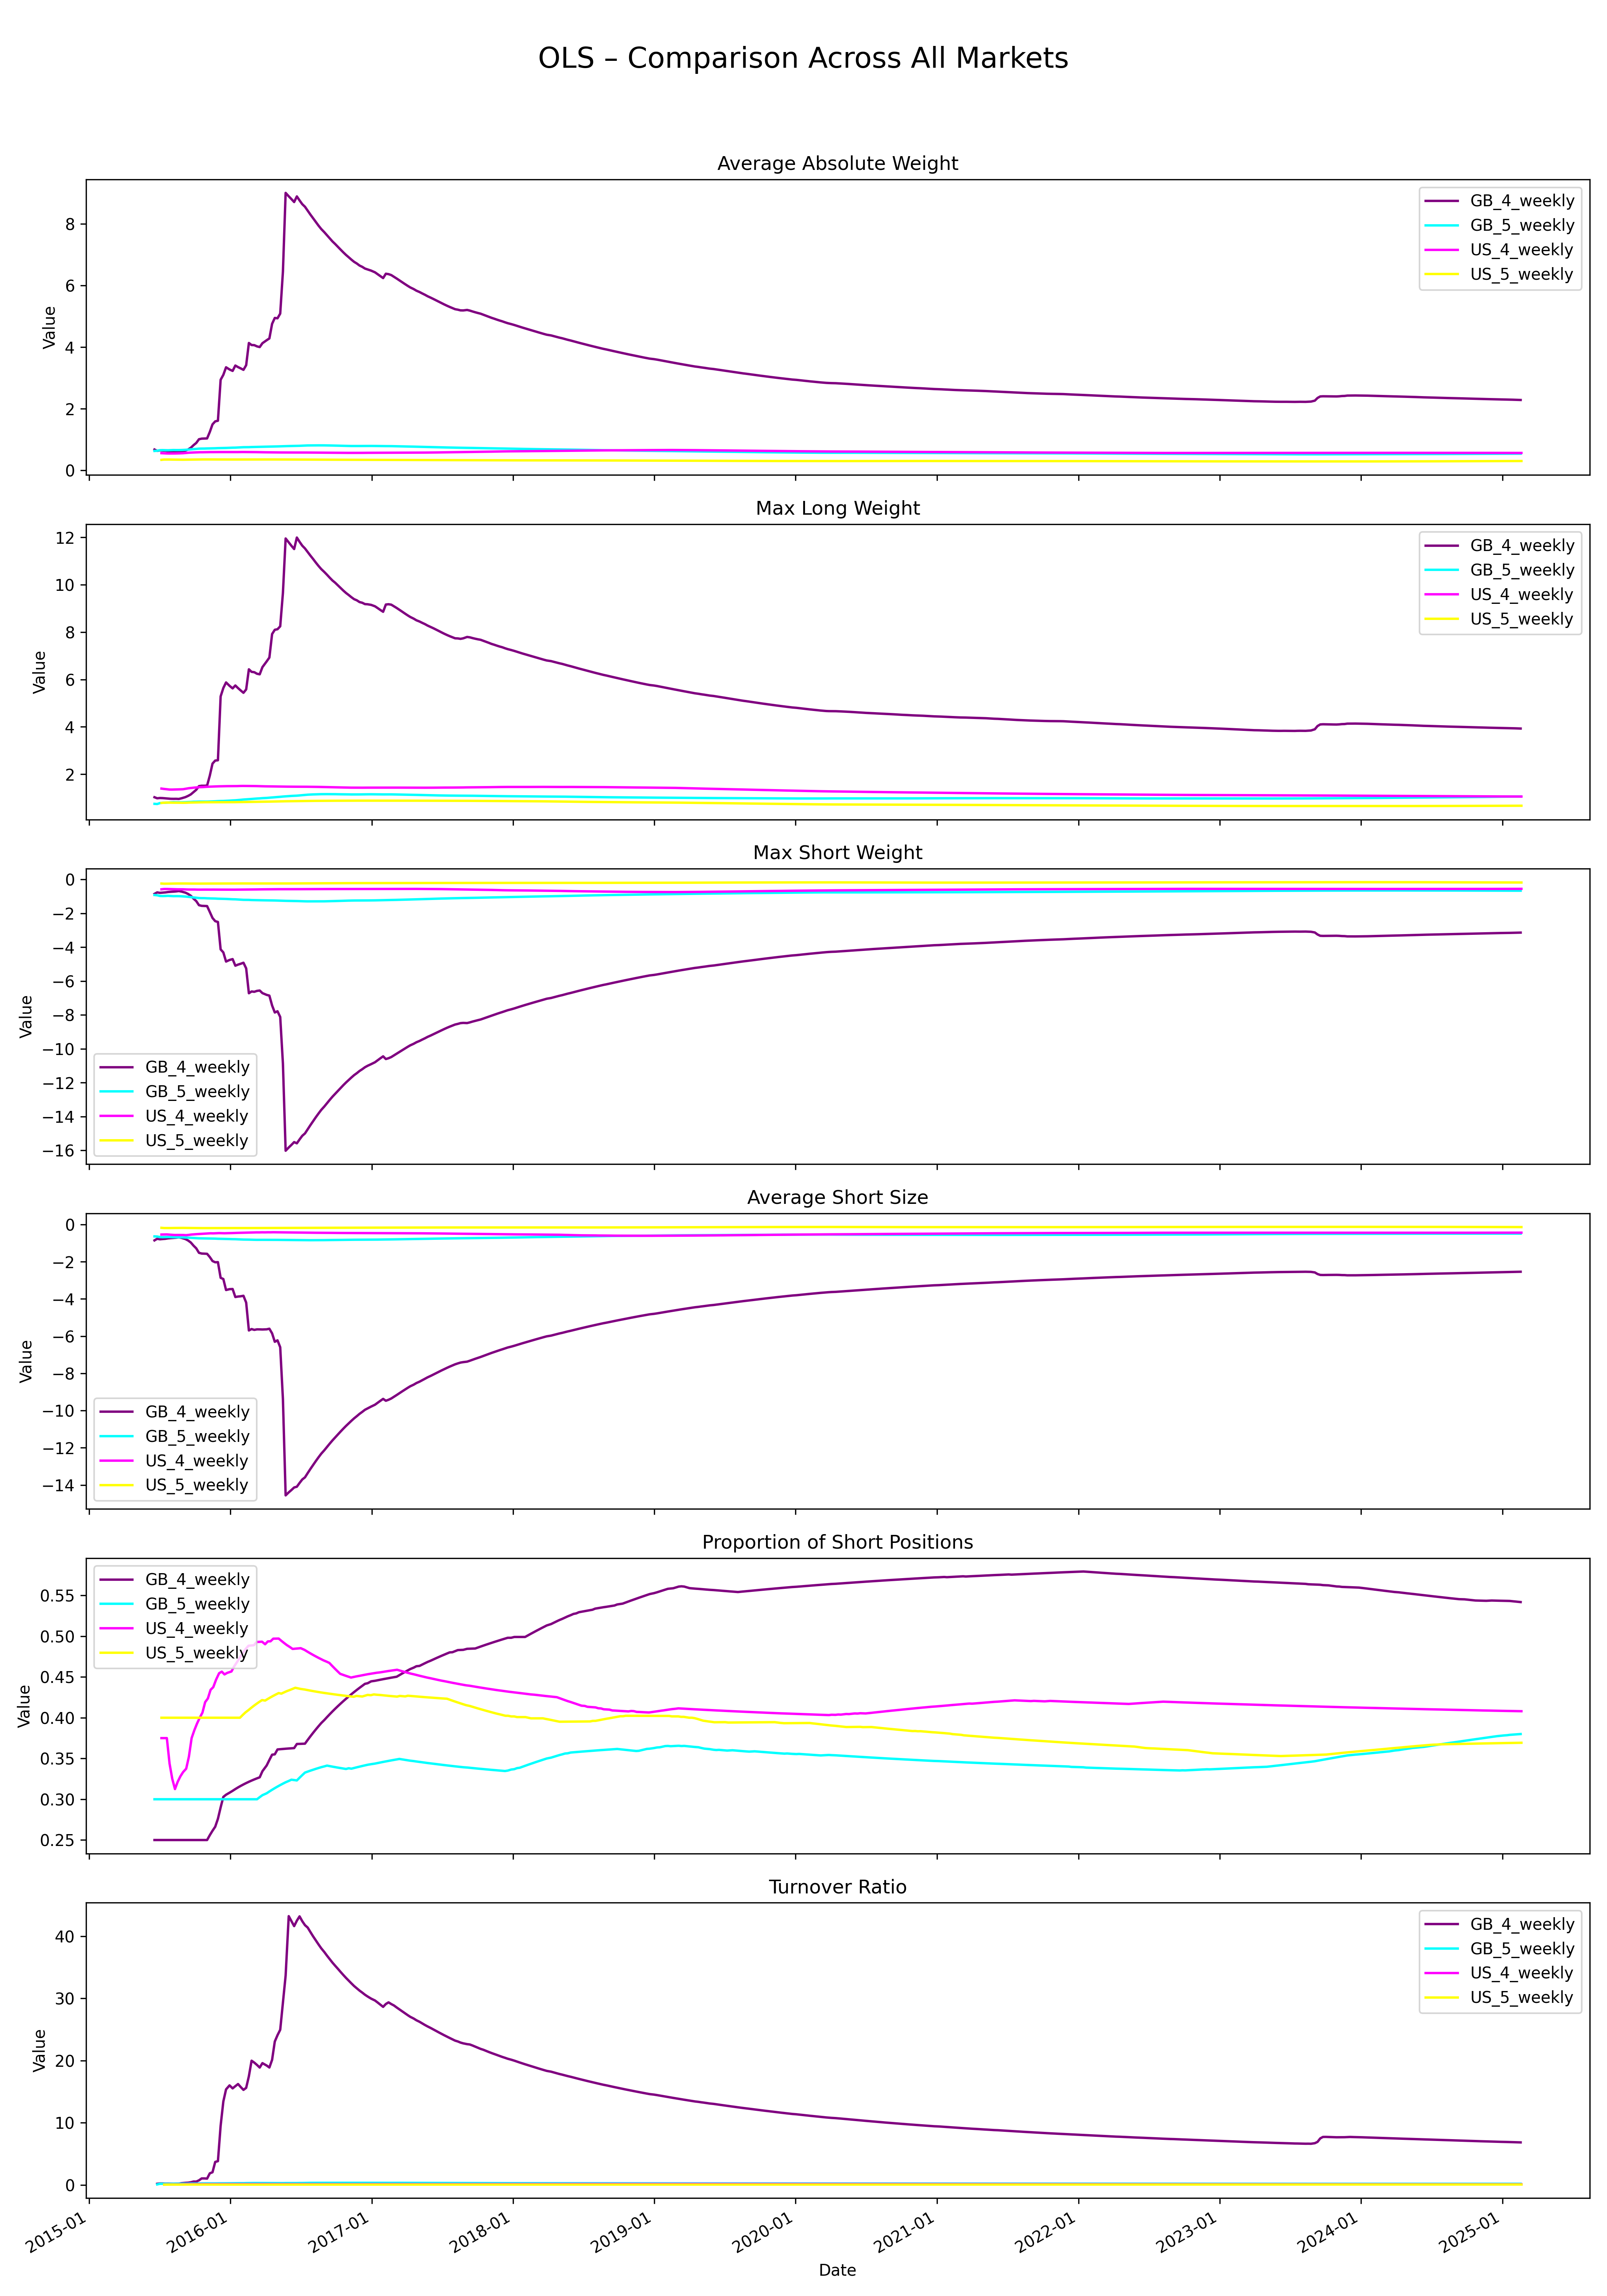 OLS – Comparison Across All Markets
Average Absolute Weight
GB_4_weekly
GB_5_weekly
US_4_weekly
US_5_weekly
Value
8
6
4
2
0
Max Long Weight
GB_4_weekly
GB_5_weekly
US_4_weekly
US_5_weekly
Value
12
10
8
6
4
2
Max Short Weight
0
−2
−4
−6
−8
−10
−12
−14
−16
Value
GB_4_weekly
GB_5_weekly
US_4_weekly
US_5_weekly
Average Short Size
0
−2
−4
−6
−8
−10
−12
−14
Value
GB_4_weekly
GB_5_weekly
US_4_weekly
US_5_weekly
Proportion of Short Positions
GB_4_weekly
GB_5_weekly
US_4_weekly
US_5_weekly
Value
0.55
0.50
0.45
0.40
0.35
0.30
0.25
Turnover Ratio
GB_4_weekly
GB_5_weekly
US_4_weekly
US_5_weekly
Value
40
30
20
10
0
2015-01
2016-01
2017-01
2018-01
2019-01
2020-01
2021-01
2022-01
2023-01
2024-01
2025-01
Date